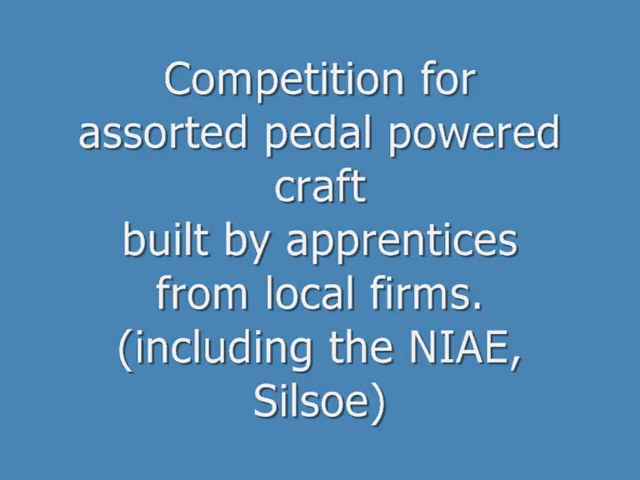 Competition for
assorted pedal powered
craft
built by apprentices
from local firms.
(including the NIAE,
Silsoe)